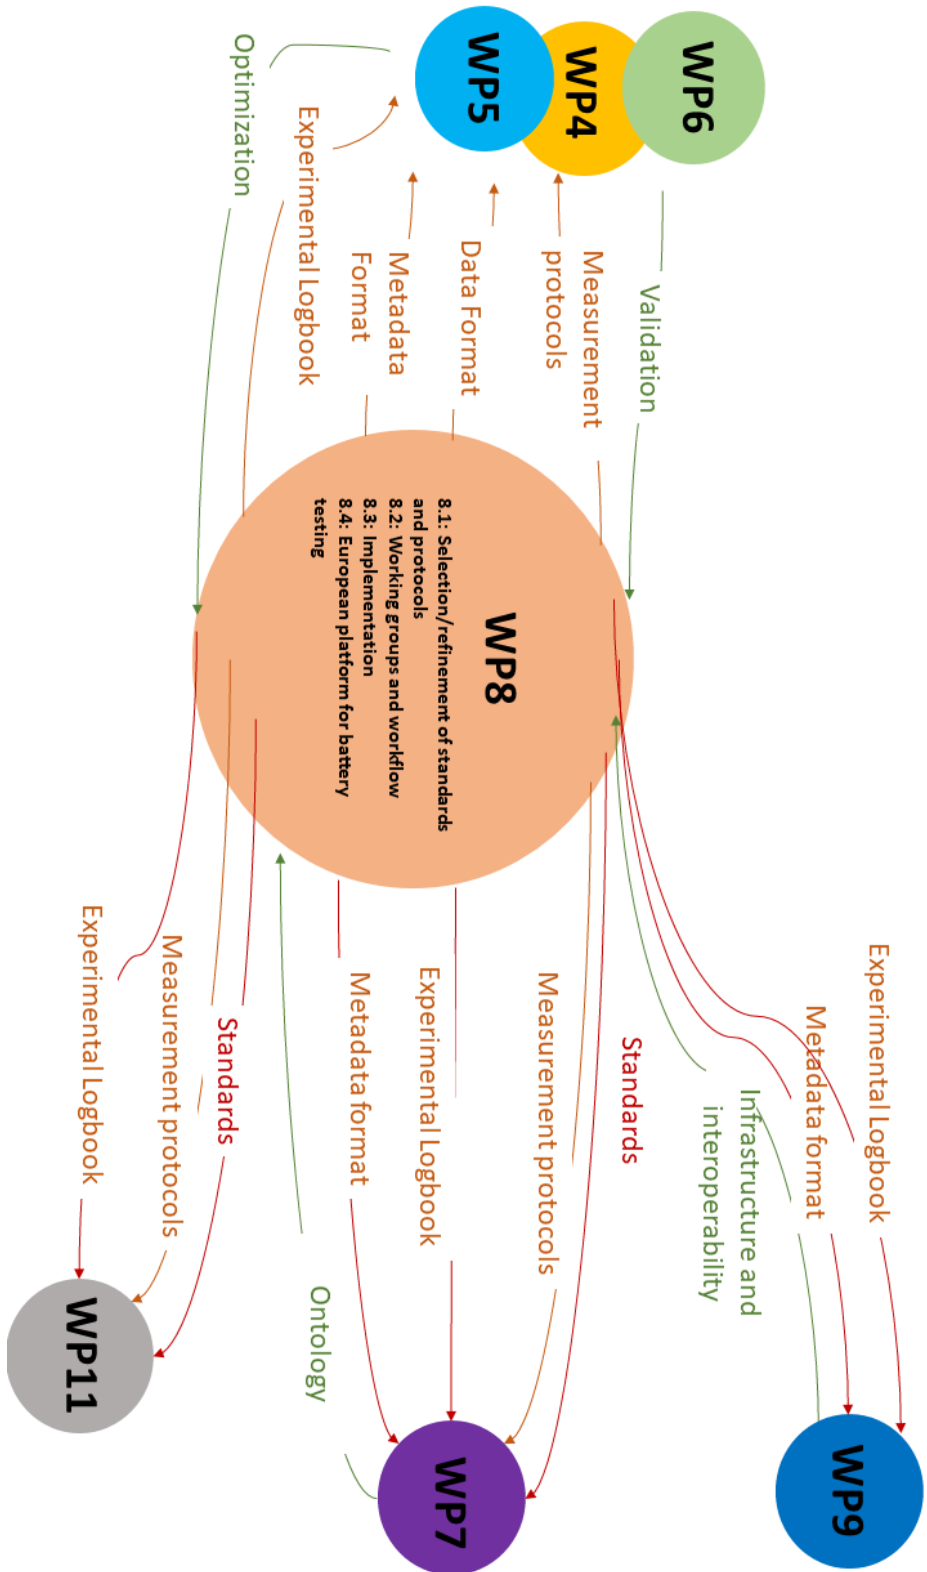 WP6
WP4
WP5
Validation
Measurement
protocols
Data Format
Metadata
Format
Experimental Logbook
Optimization
WP8
8.1: Selection/refinement of standards
and protocols
8.2: Working groups and workflow
8.3: Implementation
8.4: European platform for battery
testing
Experimental Logbook
Metadata format
Infrastructure and
interoperability
WP9
Standards
Measurement protocols
Experimental Logbook
Metadata format
Ontology
WP7
Standards
Measurement protocols
Experimental Logbook
WP11